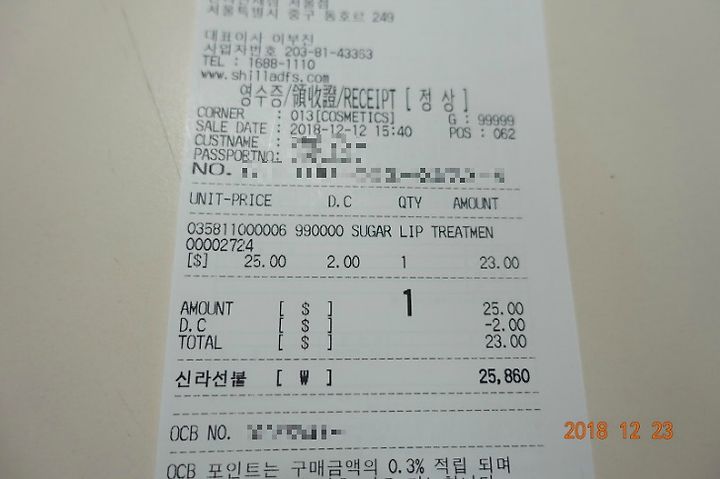 서울특별시 중구 동호로 249
대표이사 이부진
사업자번호 203-81-43363
TEL : 1688-1110
www.shilladfs.com
영수증/領收證/RECEIPT [ 정 상 ]
CORNER : 013[COSMETICS] G : 99999
SALE DATE : 2018-12-12 15:40 POS : 062
CUSTNAME :
PASSPORTNO:
NO.
UNIT-PRICE D.C QTY AMOUNT
035811000006 990000 SUGAR LIP TREATMEN
00002724
[$] 25.00 2.00 1 23.00
1
AMOUNT [ $ ] 25.00
D.C [ $ ] -2.00
TOTAL [ $ ] 23.00
신라선불 [ ₩ ] 25,860
OCB NO.
OCB 포인트는 구매금액의 0.3% 적립 되며
2018 12 23